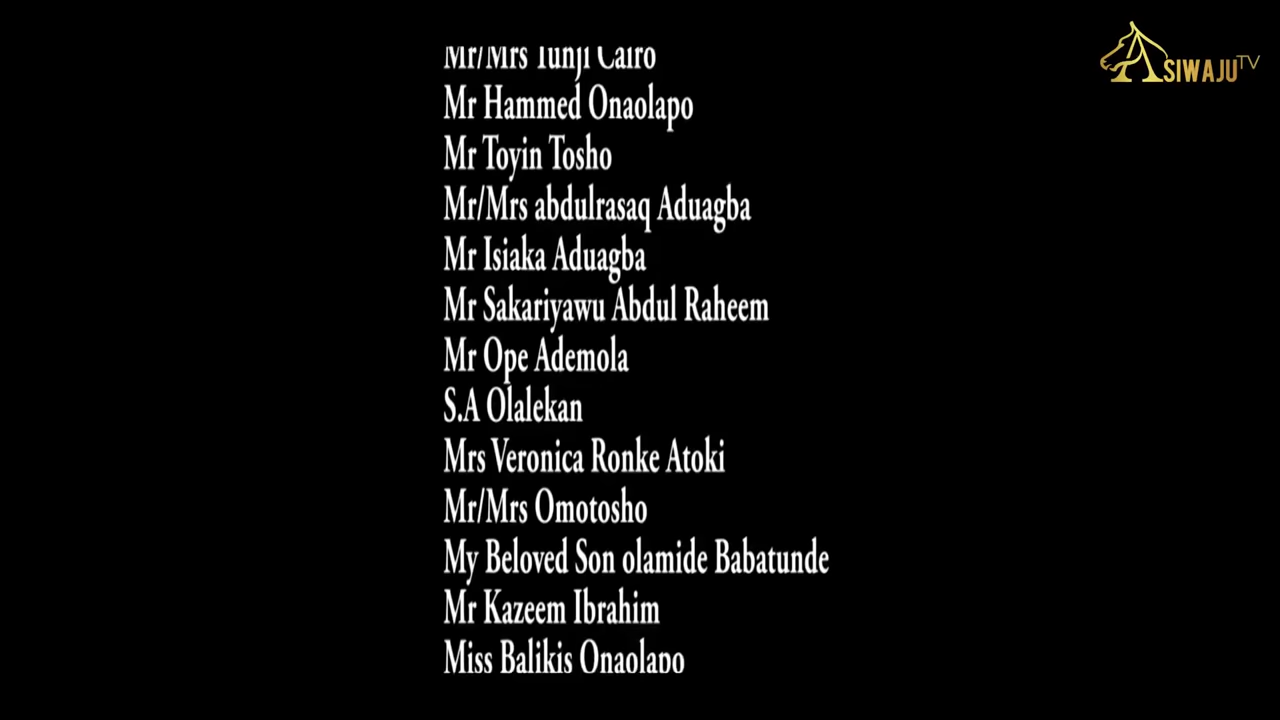 Mr/Mrs Tunji Cairo
Mr Hammed Onaolapo
Mr Toyin Tosho
Mr/Mrs abdulrasaq Aduagba
Mr Isiaka Aduagba
Mr Sakariyawu Abdul Raheem
Mr Ope Ademola
S.A Olalekan
Mrs Veronica Ronke Atoki
Mr/Mrs Omotosho
My Beloved Son olamide Babatunde
Mr Kazeem Ibrahim
Miss Balikis Onaolapo
ASIWAJU TV